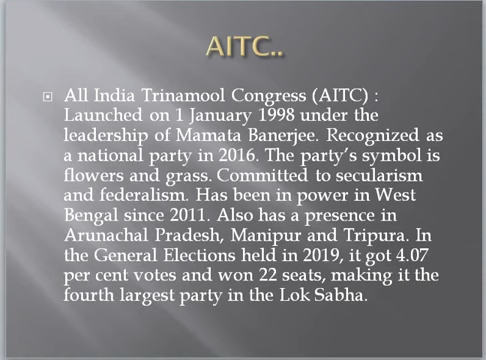 AITC..
All India Trinamool Congress (AITC) :
Launched on 1 January 1998 under the
leadership of Mamata Banerjee. Recognized as
a national party in 2016. The party's symbol is
flowers and grass. Committed to secularism
and federalism. Has been in power in West
Bengal since 2011. Also has a presence in
Arunachal Pradesh, Manipur and Tripura. In
the General Elections held in 2019, it got 4.07
per cent votes and won 22 seats, making it the
fourth largest party in the Lok Sabha.